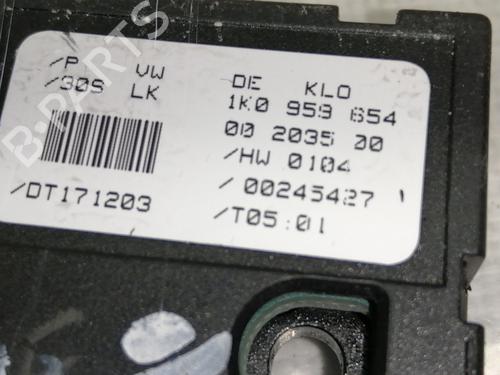 B-PARTS
/P VW DE KLO
/30S LK 1K0 959 654
00 2035 00
/HW 0104
/DT171203 /00245427
/T05:01